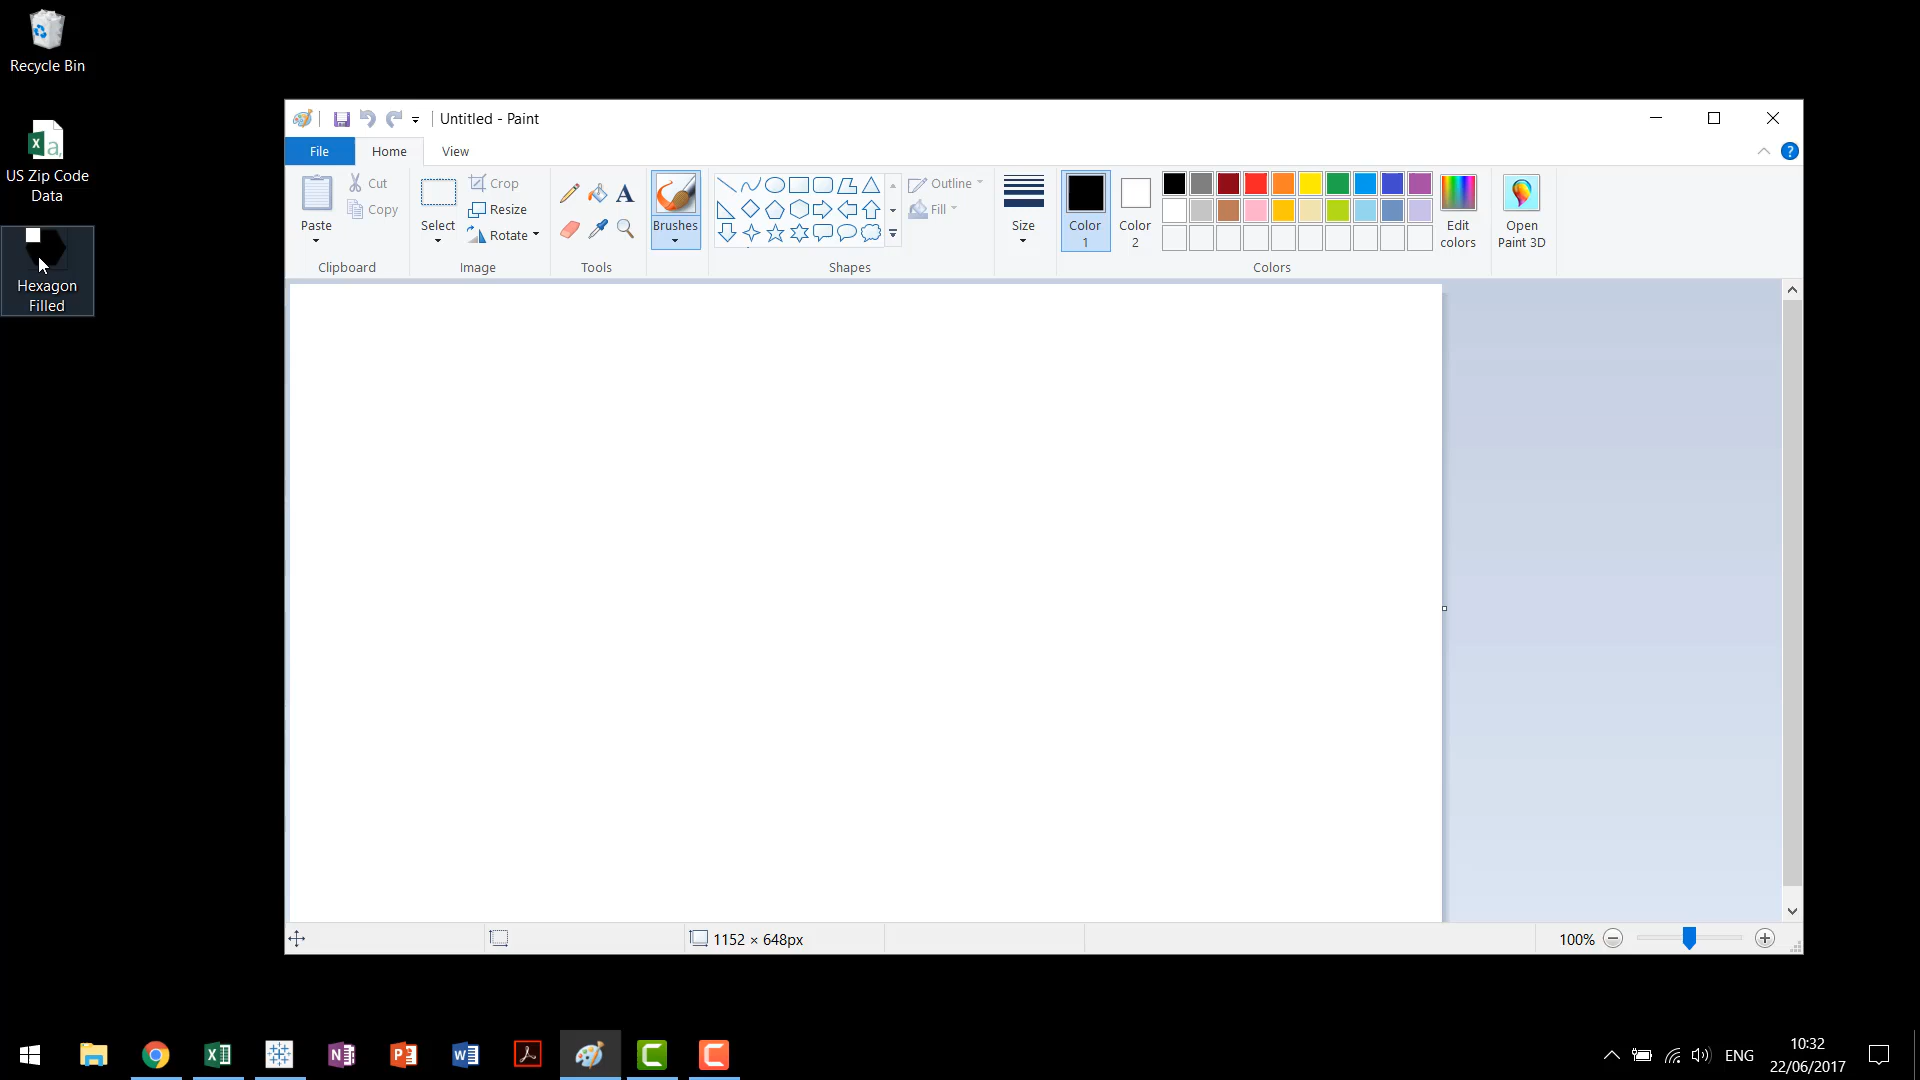 Recycle Bin
US Zip Code
Data
Hexagon
Filled
Untitled - Paint
File
Home
View
Paste
Cut
Copy
Clipboard
Select
Crop
Resize
Rotate
Image
A
Tools
Brushes
Shapes
Outline
Fill
Size
Color
1
Color
2
Edit
colors
Colors
Open
Paint 3D
1152 × 648px
100%
ENG
10:32
22/06/2017